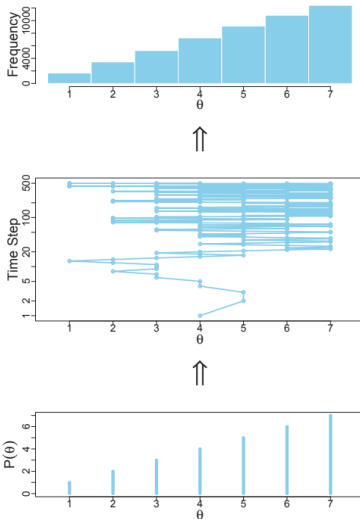 Frequency
0 4000 10000
1 2 3 4 5 6 7
θ
⇑
Time Step
1 2 5 20 100 500
1 2 3 4 5 6 7
θ
⇑
P(θ)
0 2 4 6
1 2 3 4 5 6 7
θ